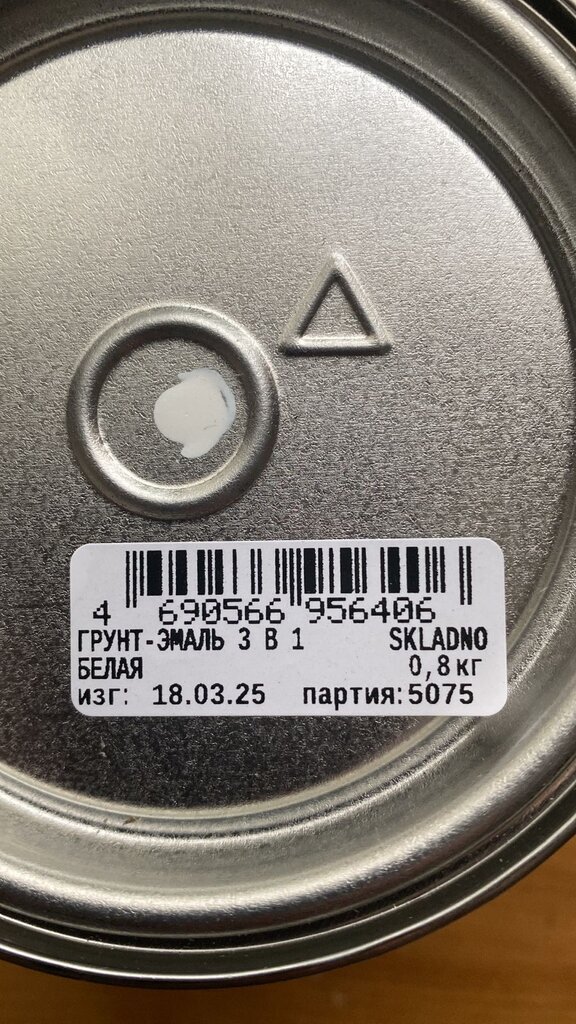 4 690566 956406
ГРУНТ-ЭМАЛЬ 3 В 1 SKLADNO
БЕЛАЯ 0,8кг
изг: 18.03.25 партия:5075